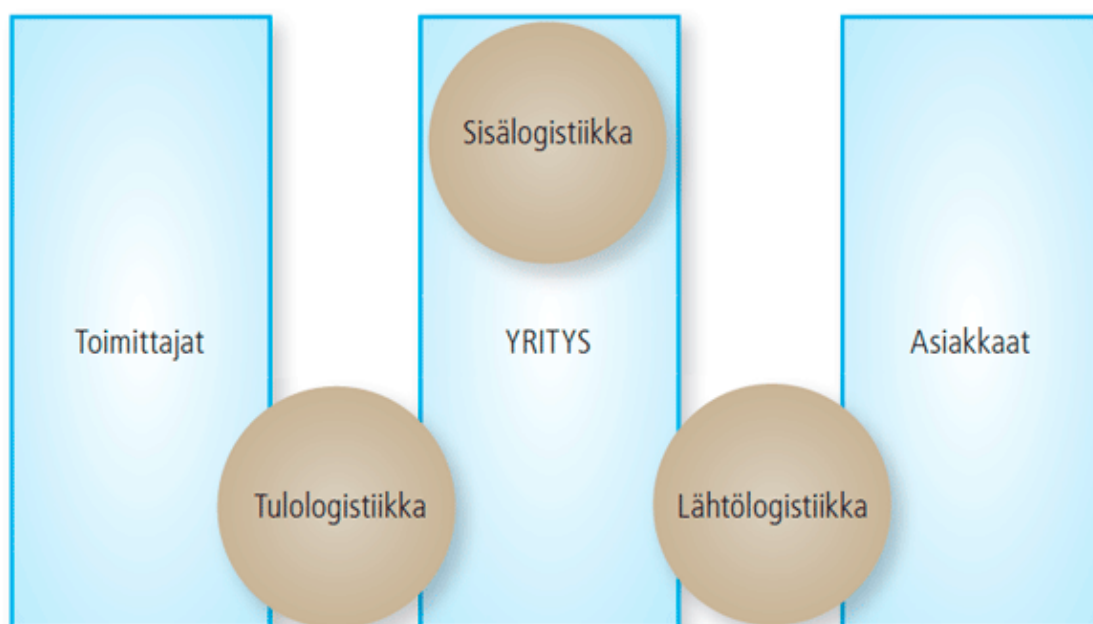 Sisälogistiikka
Toimittajat
YRITYS
Asiakkaat
Tulologistiikka
Lähtölogistiikka